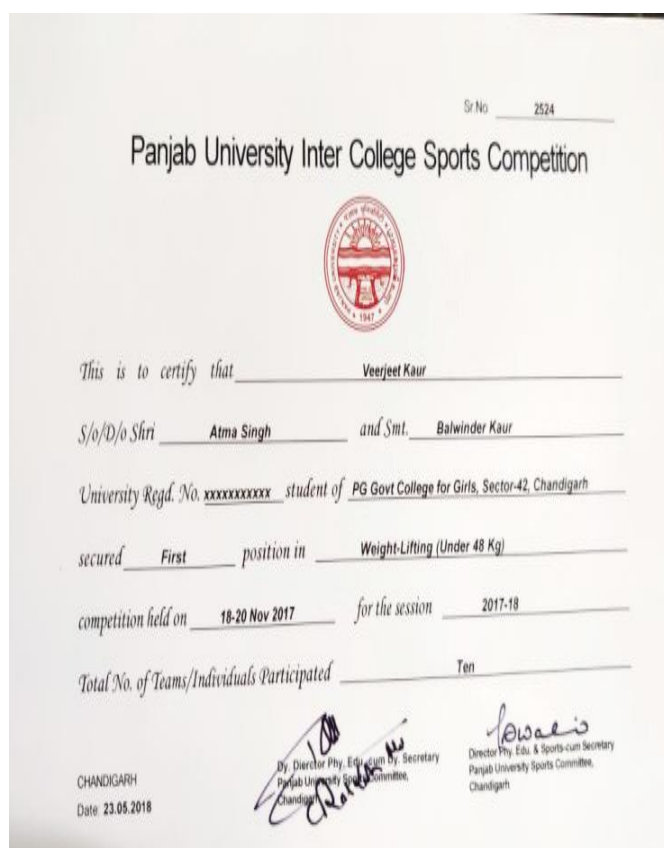 Sr.No 2524
Panjab University Inter College Sports Competition
1947
This is to certify that Veerjeet Kaur
S/o/D/o Shri Atma Singh and Smt. Balwinder Kaur
University Regd. No. xxxxxxxxxxx student of PG Govt College for Girls, Sector-42, Chandigarh
secured First position in Weight-Lifting (Under 48 Kg)
competition held on 18-20 Nov 2017 for the session 2017-18
Total No. of Teams/Individuals Participated Ten
CHANDIGARH
Date: 23.05.2018
Dy. Dierctor Phy. Edu.-cum Dy. Secretary
Panjab University Sports Committee,
Chandigarh
Director Phy. Edu. & Sports-cum Secretary
Panjab University Sports Committee,
Chandigarh